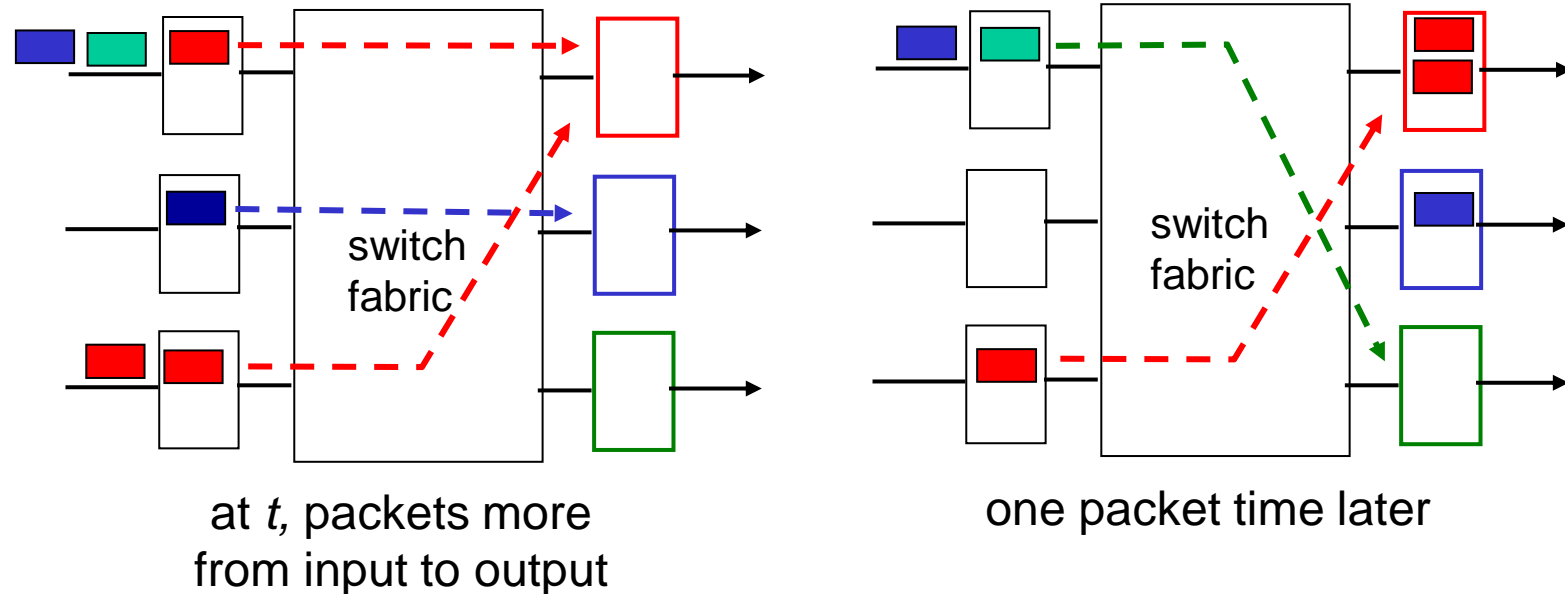 switch
fabric
at t, packets more
from input to output
switch
fabric
one packet time later